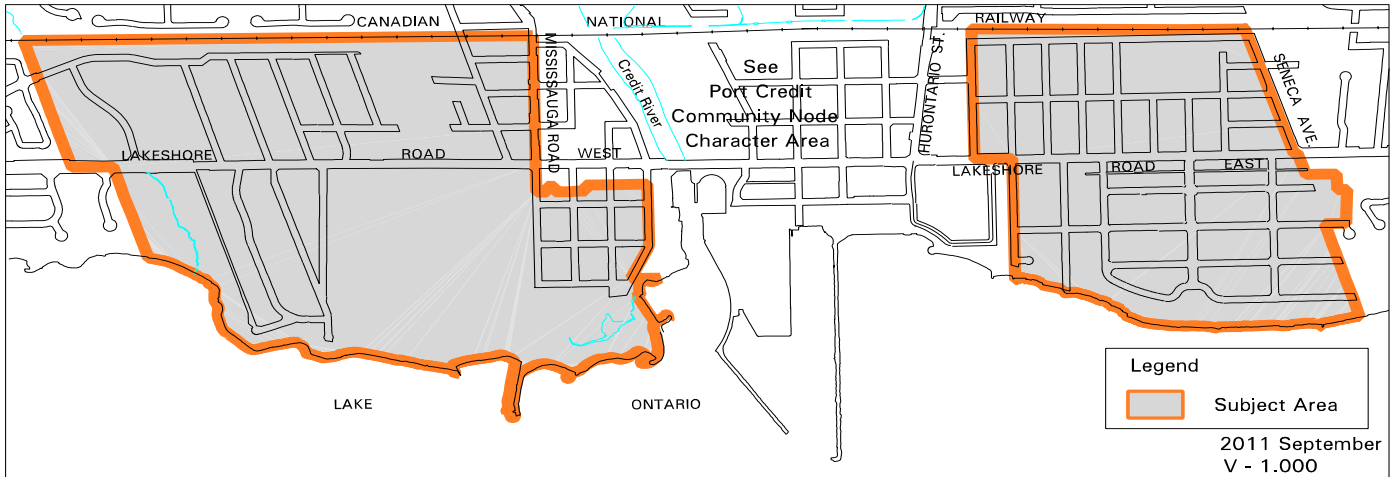 CANADIAN NATIONAL RAILWAY
MISSISSAUGA ROAD
Credit River
See
Port Credit
Community Node
Character Area
HURONTARIO ST.
SENECA AVE
LAKESHORE ROAD WEST
LAKESHORE ROAD EAST
LAKE ONTARIO
Legend
Subject Area
2011 September
V - 1.000